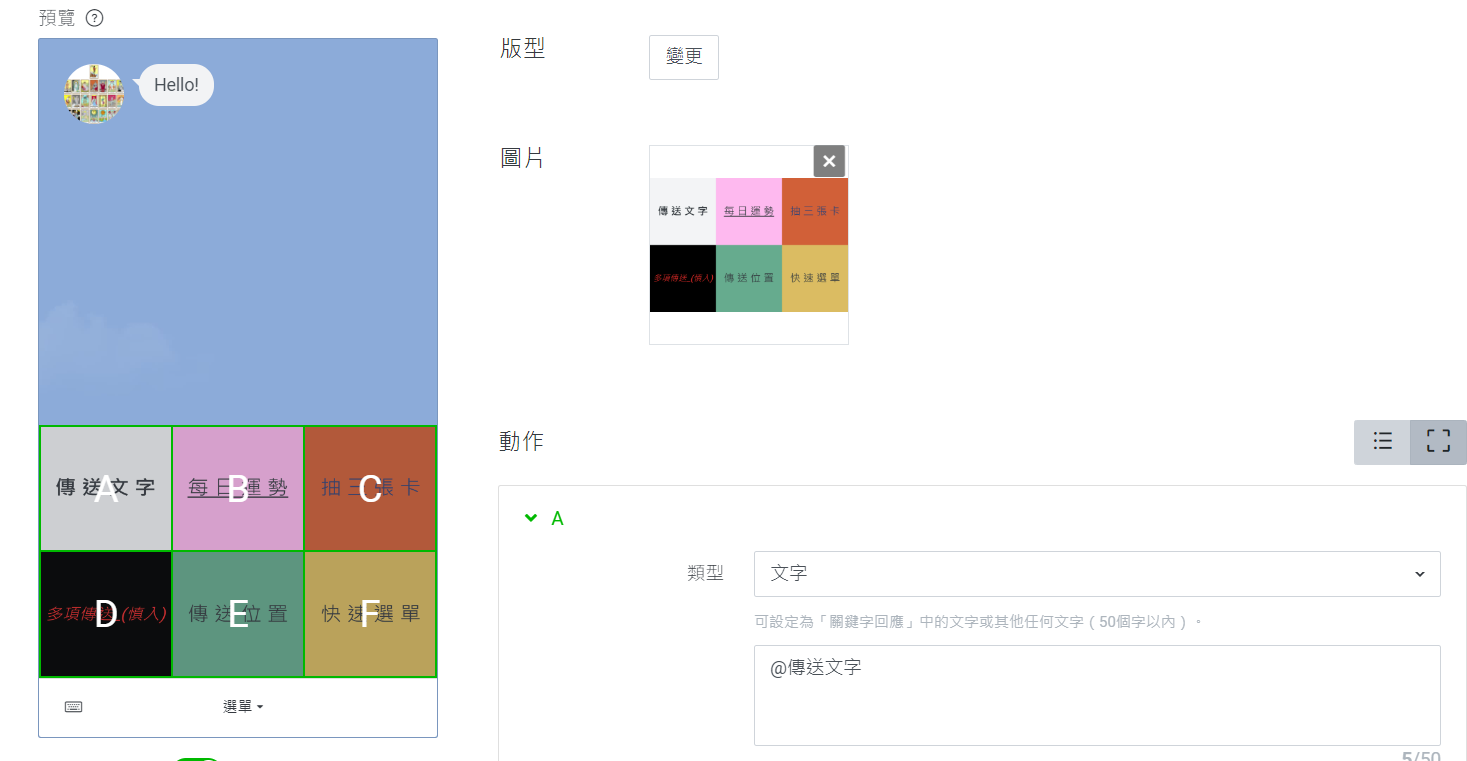 預覽 ?
Hello!
傳送文字 A
每日運勢 B
抽三張卡 C
多項傳送_(慎入) D
傳送位置 E
快速選單 F
選單
版型
變更
圖片
傳送文字
每日運勢
抽三張卡
多項傳送_(慎入)
傳送位置
快速選單
動作
A
類型
文字
可設定為「關鍵字回應」中的文字或其他任何文字（50個字以內）。
@傳送文字
5/50